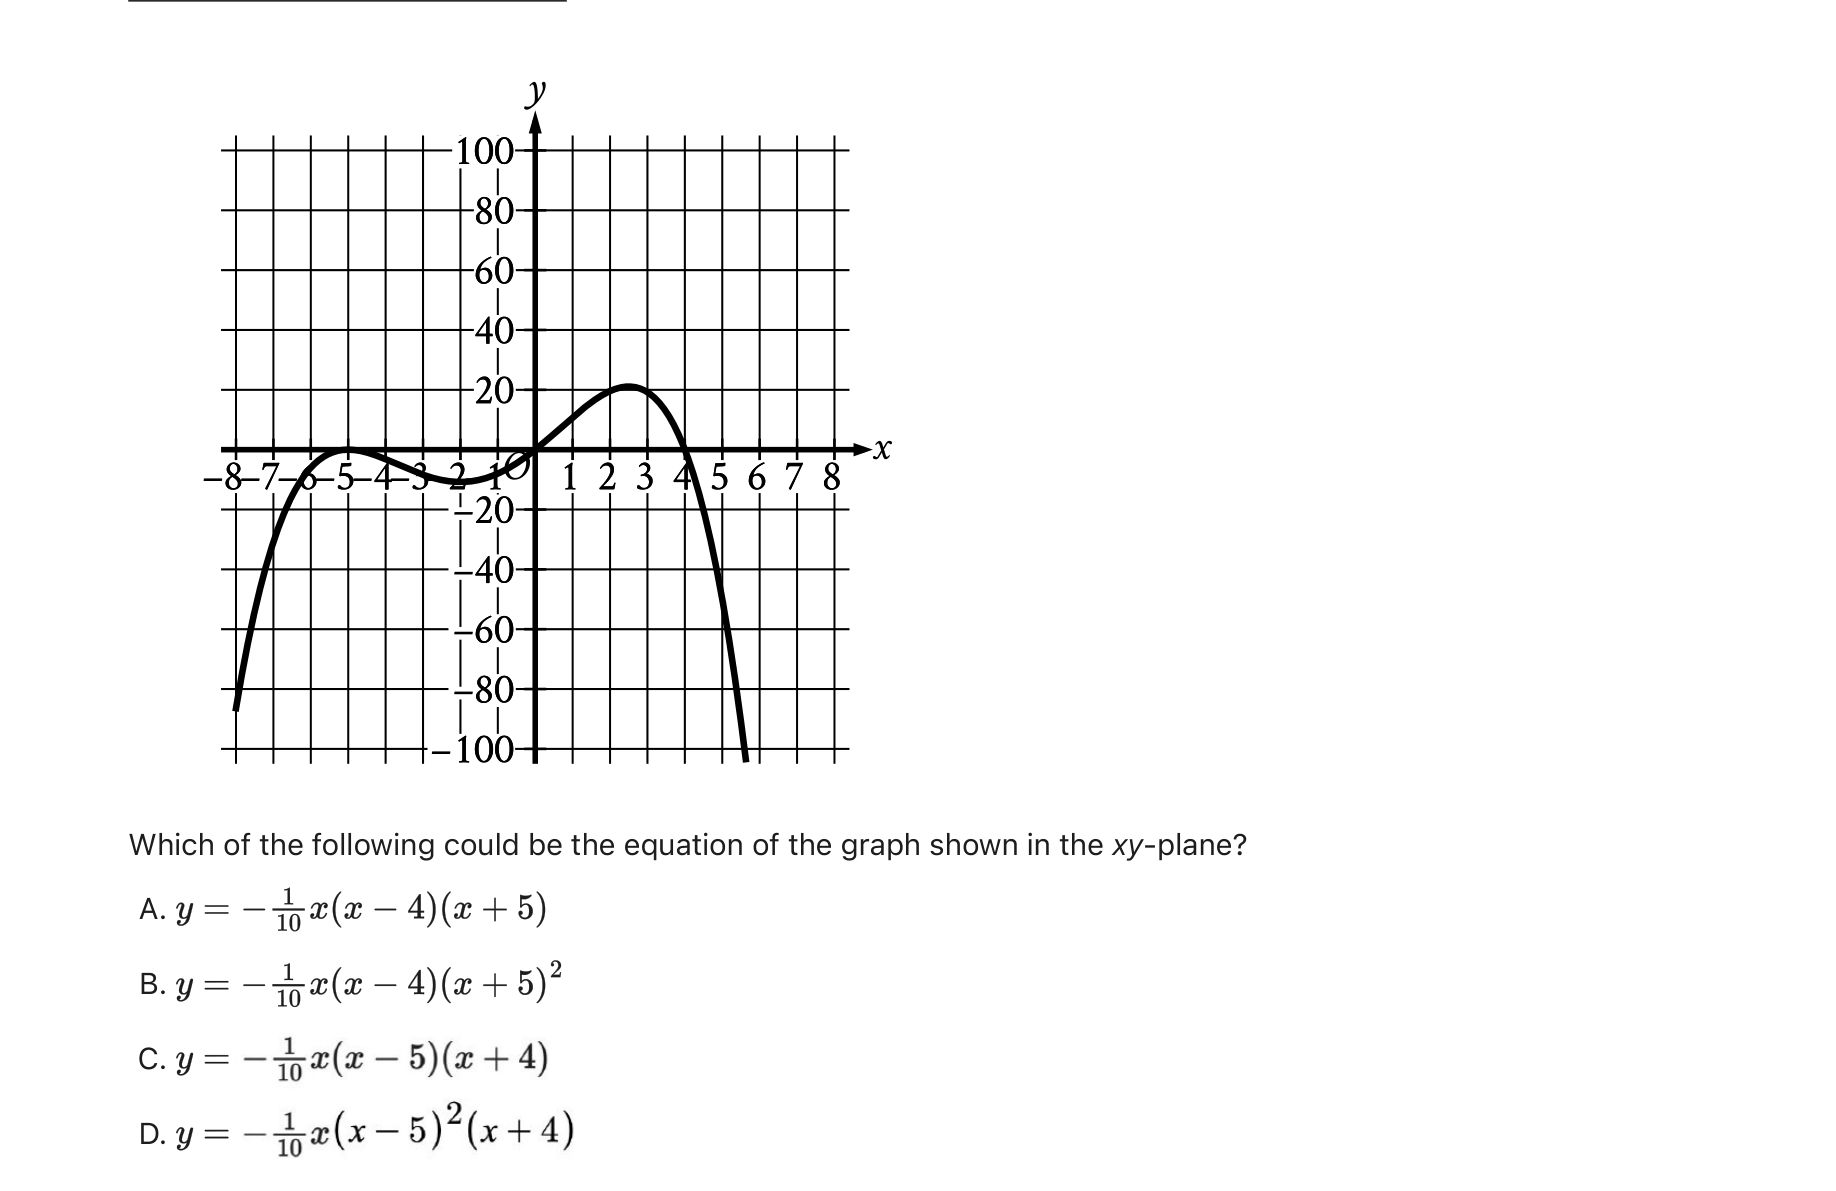 y
100
80
60
40
20
x
−8 −7 −6 −5 −4 −3 2 1 O 1 2 3 4 5 6 7 8
−20
−40
−60
−80
−100
Which of the following could be the equation of the graph shown in the xy-plane?
A. y = −1/10 x(x − 4)(x + 5)
B. y = −1/10 x(x − 4)(x + 5)²
C. y = −1/10 x(x − 5)(x + 4)
D. y = −1/10 x(x − 5)²(x + 4)